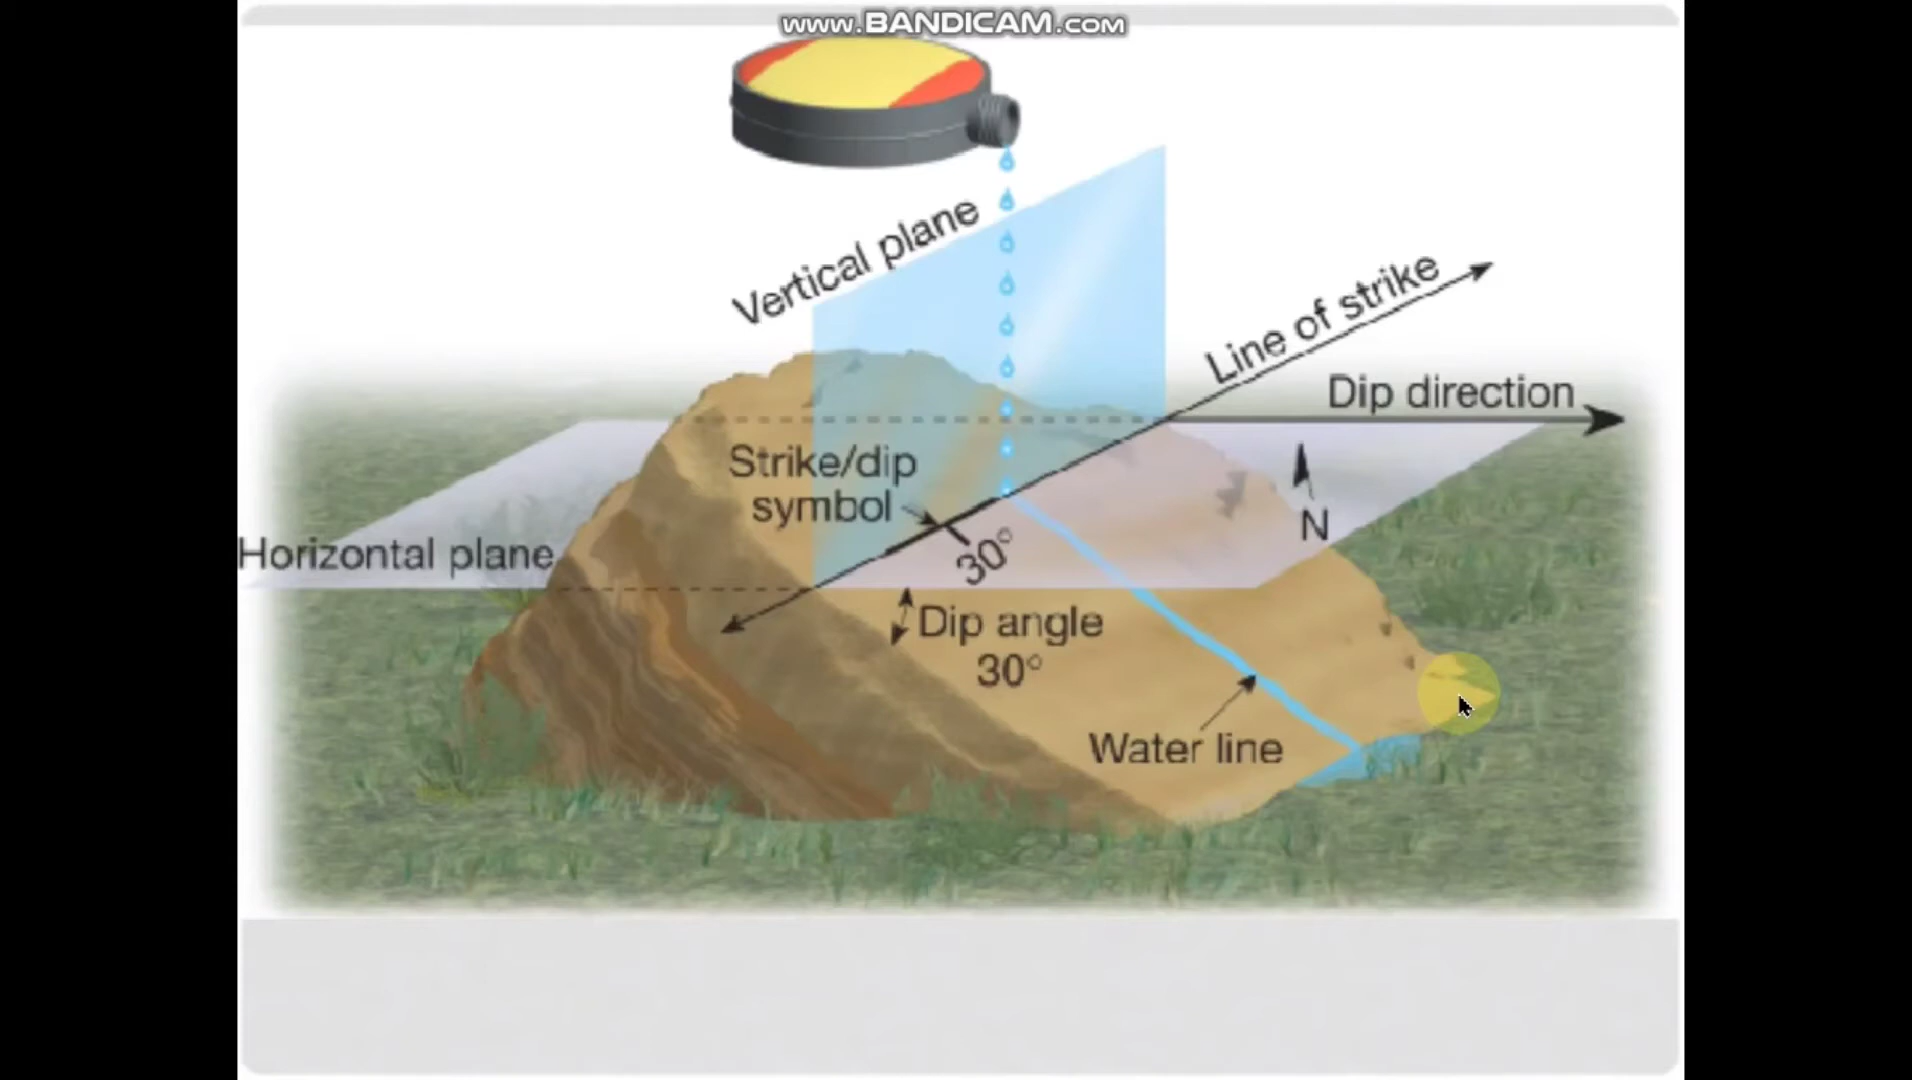 www.BANDICAM.com
Vertical plane
Line of strike
Dip direction
Strike/dip
symbol
N
Horizontal plane
30°
Dip angle
30°
Water line